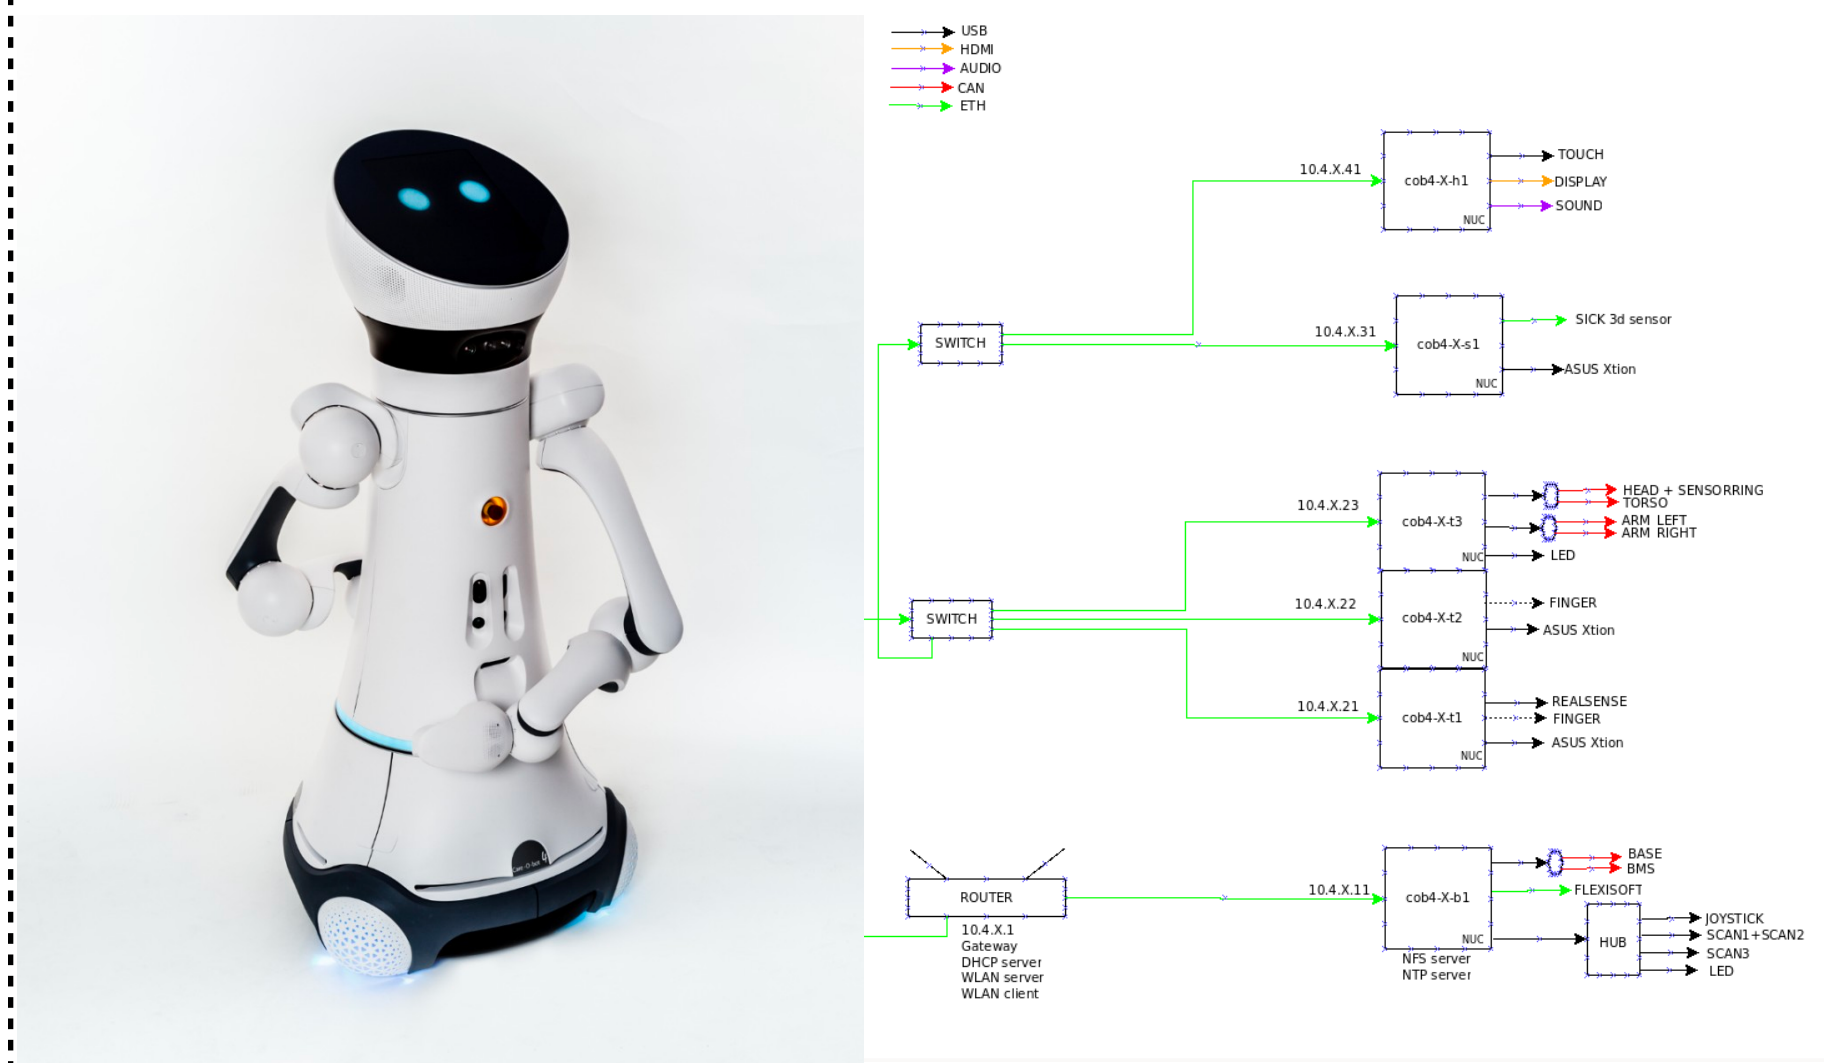 USB
HDMI
AUDIO
CAN
ETH
10.4.X.41
cob4-X-h1
NUC
TOUCH
DISPLAY
SOUND
SWITCH
10.4.X.31
cob4-X-s1
NUC
SICK 3d sensor
ASUS Xtion
10.4.X.23
cob4-X-t3
NUC
HEAD + SENSORRING
TORSO
ARM LEFT
ARM RIGHT
LED
SWITCH
10.4.X.22
cob4-X-t2
NUC
FINGER
ASUS Xtion
10.4.X.21
cob4-X-t1
NUC
REALSENSE
FINGER
ASUS Xtion
Care-O-bot 4
ROUTER
10.4.X.1
Gateway
DHCP server
WLAN server
WLAN client
10.4.X.11
cob4-X-b1
NUC
NFS server
NTP server
BASE
BMS
FLEXISOFT
HUB
JOYSTICK
SCAN1+SCAN2
SCAN3
LED